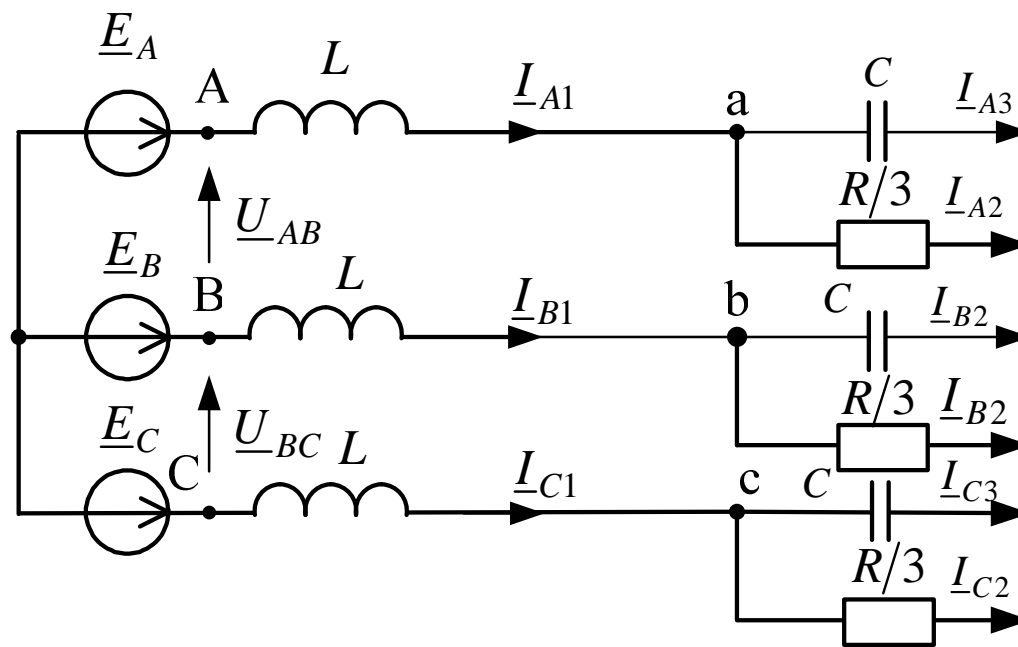 E_A
A
L
I_A1
a
C
I_A3
R/3
I_A2
U_AB
E_B
B
L
I_B1
b
C
I_B2
R/3
I_B2
E_C
C
U_BC
L
I_C1
c
C
I_C3
R/3
I_C2